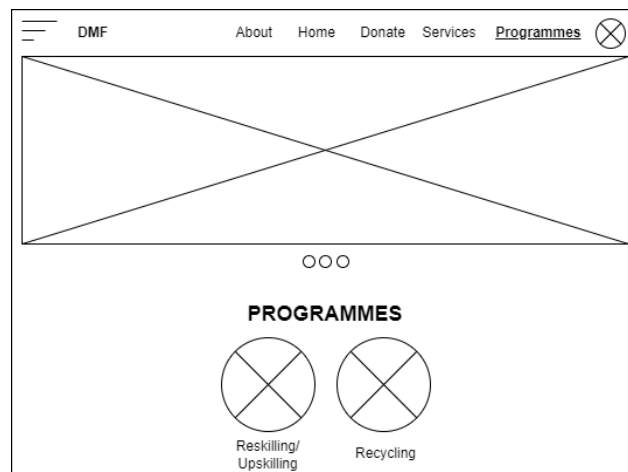 DMF About Home Donate Services Programmes
PROGRAMMES
Reskilling/
Upskilling
Recycling